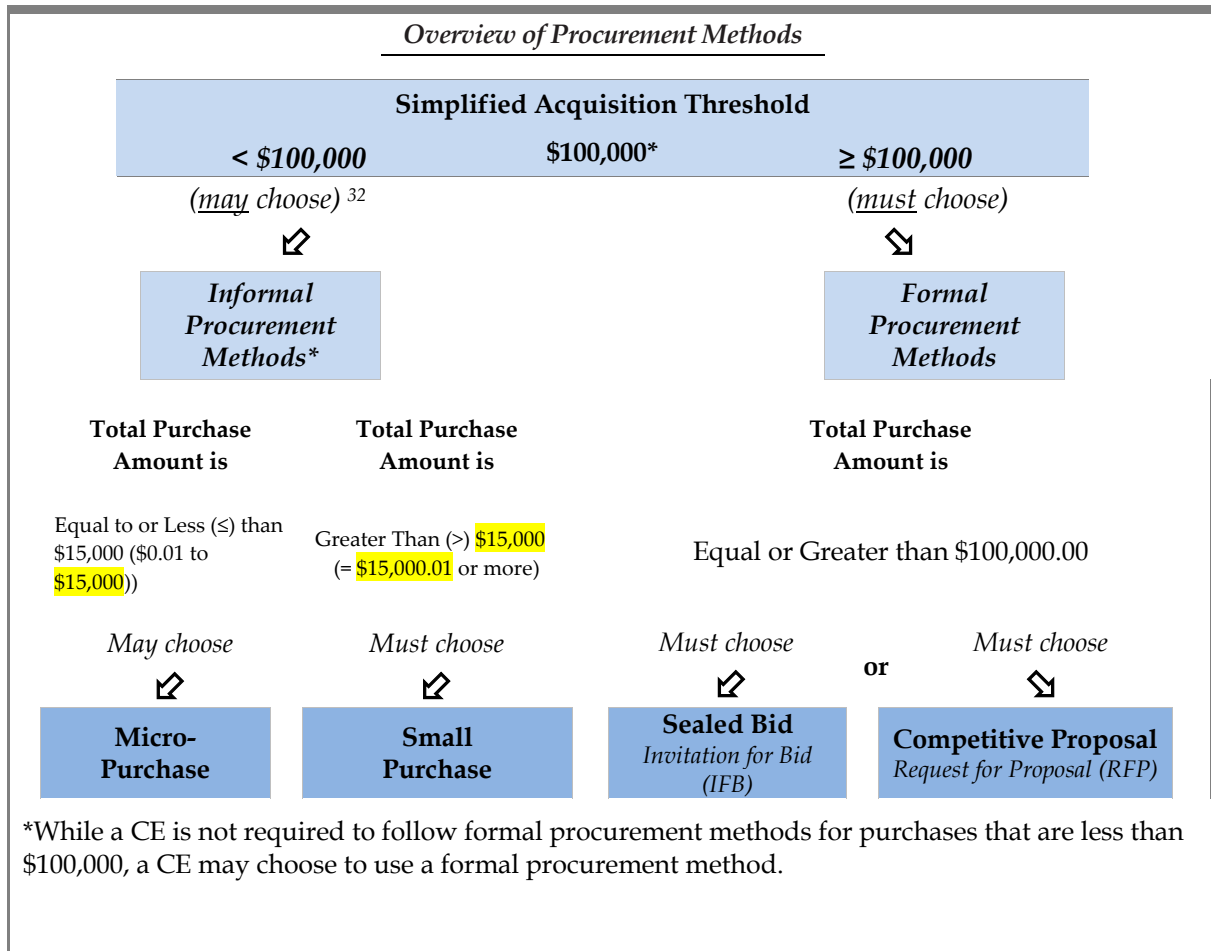 Overview of Procurement Methods
Simplified Acquisition Threshold
< $100,000
$100,000*
≥ $100,000
(may choose) 32
(must choose)
Informal
Procurement
Methods*
Formal
Procurement
Methods
Total Purchase
Amount is
Total Purchase
Amount is
Total Purchase
Amount is
Equal to or Less (≤) than
$15,000 ($0.01 to
$15,000))
Greater Than (>) $15,000
(= $15,000.01 or more)
Equal or Greater than $100,000.00
May choose
Must choose
Must choose
or
Must choose
Micro-
Purchase
Small
Purchase
Sealed Bid
Invitation for Bid
(IFB)
Competitive Proposal
Request for Proposal (RFP)
*While a CE is not required to follow formal procurement methods for purchases that are less than
$100,000, a CE may choose to use a formal procurement method.